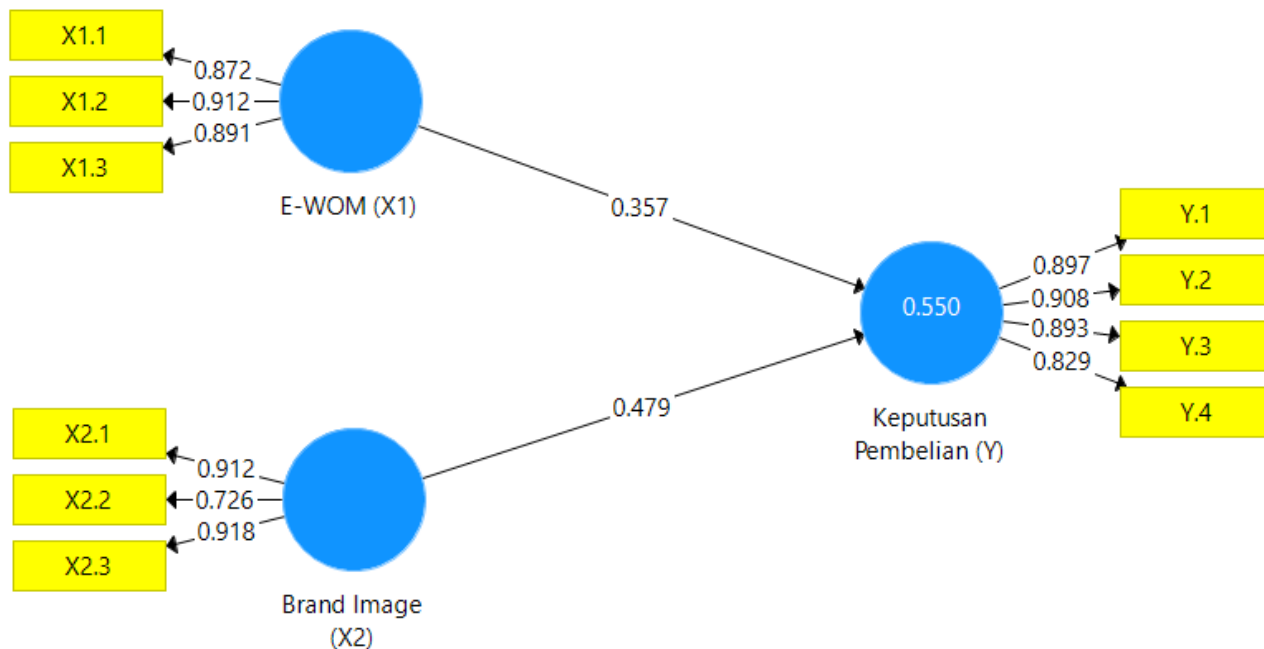 X1.1
X1.2
X1.3
0.872
0.912
0.891
E-WOM (X1)
0.357
X2.1
X2.2
X2.3
0.912
0.726
0.918
Brand Image
(X2)
0.479
0.550
Keputusan
Pembelian (Y)
0.897
0.908
0.893
0.829
Y.1
Y.2
Y.3
Y.4